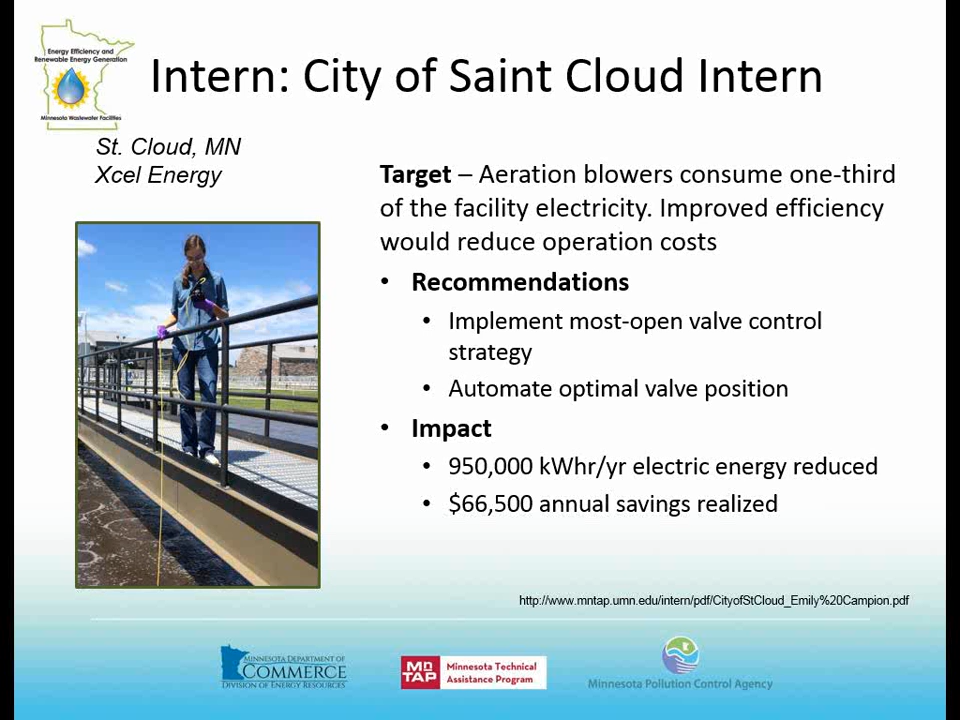 Energy Efficiency and
Renewable Energy Generation
Minnesota Wastewater Facilities
Intern: City of Saint Cloud Intern
St. Cloud, MN
Xcel Energy
Target – Aeration blowers consume one-third
of the facility electricity. Improved efficiency
would reduce operation costs
• Recommendations
• Implement most-open valve control
strategy
• Automate optimal valve position
• Impact
• 950,000 kWhr/yr electric energy reduced
• $66,500 annual savings realized
http://www.mntap.umn.edu/intern/pdf/CityofStCloud_Emily%20Campion.pdf
MINNESOTA DEPARTMENT OF
COMMERCE
DIVISION OF ENERGY RESOURCES
MN
TAP
Minnesota Technical
Assistance Program
Minnesota Pollution Control Agency